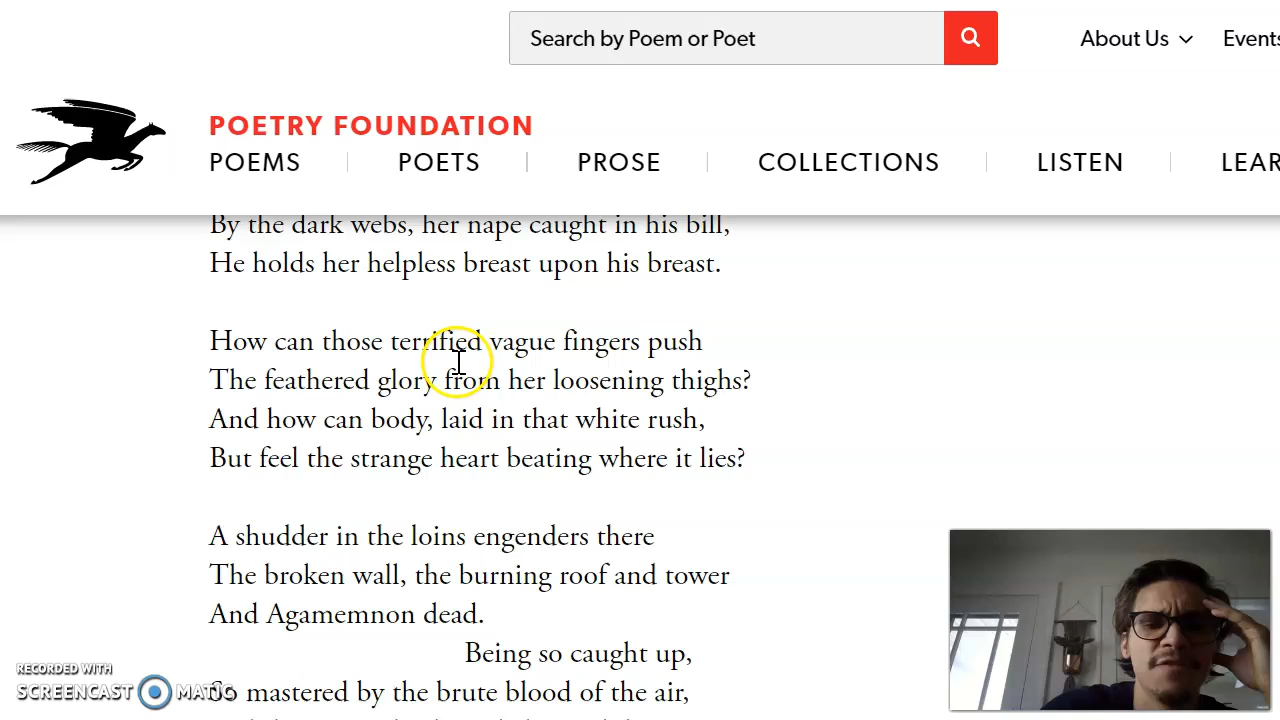 Search by Poem or Poet
About Us
Events
POETRY FOUNDATION
POEMS
POETS
PROSE
COLLECTIONS
LISTEN
LEAR
By the dark webs, her nape caught in his bill,
He holds her helpless breast upon his breast.
How can those terrified vague fingers push
The feathered glory from her loosening thighs?
And how can body, laid in that white rush,
But feel the strange heart beating where it lies?
A shudder in the loins engenders there
The broken wall, the burning roof and tower
And Agamemnon dead.
Being so caught up,
So mastered by the brute blood of the air,
RECORDED WITH
SCREENCAST MATIC